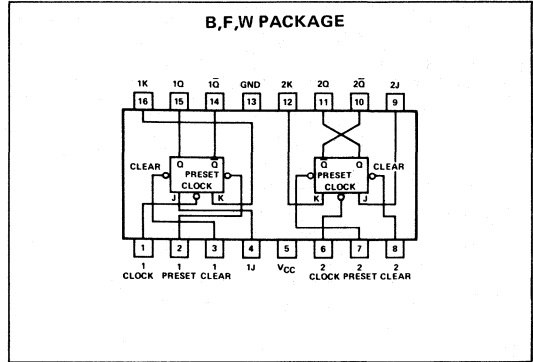 B,F,W PACKAGE
1K 1Q 1Q̅ GND 2K 2Q 2Q̅ 2J
16 15 14 13 12 11 10 9
Q Q̅ Q̅ Q
CLEAR PRESET PRESET CLEAR
CLOCK CLOCK
J K K J
1 2 3 4 5 6 7 8
1 1 1 1J VCC 2 2 2
CLOCK PRESET CLEAR CLOCK PRESET CLEAR